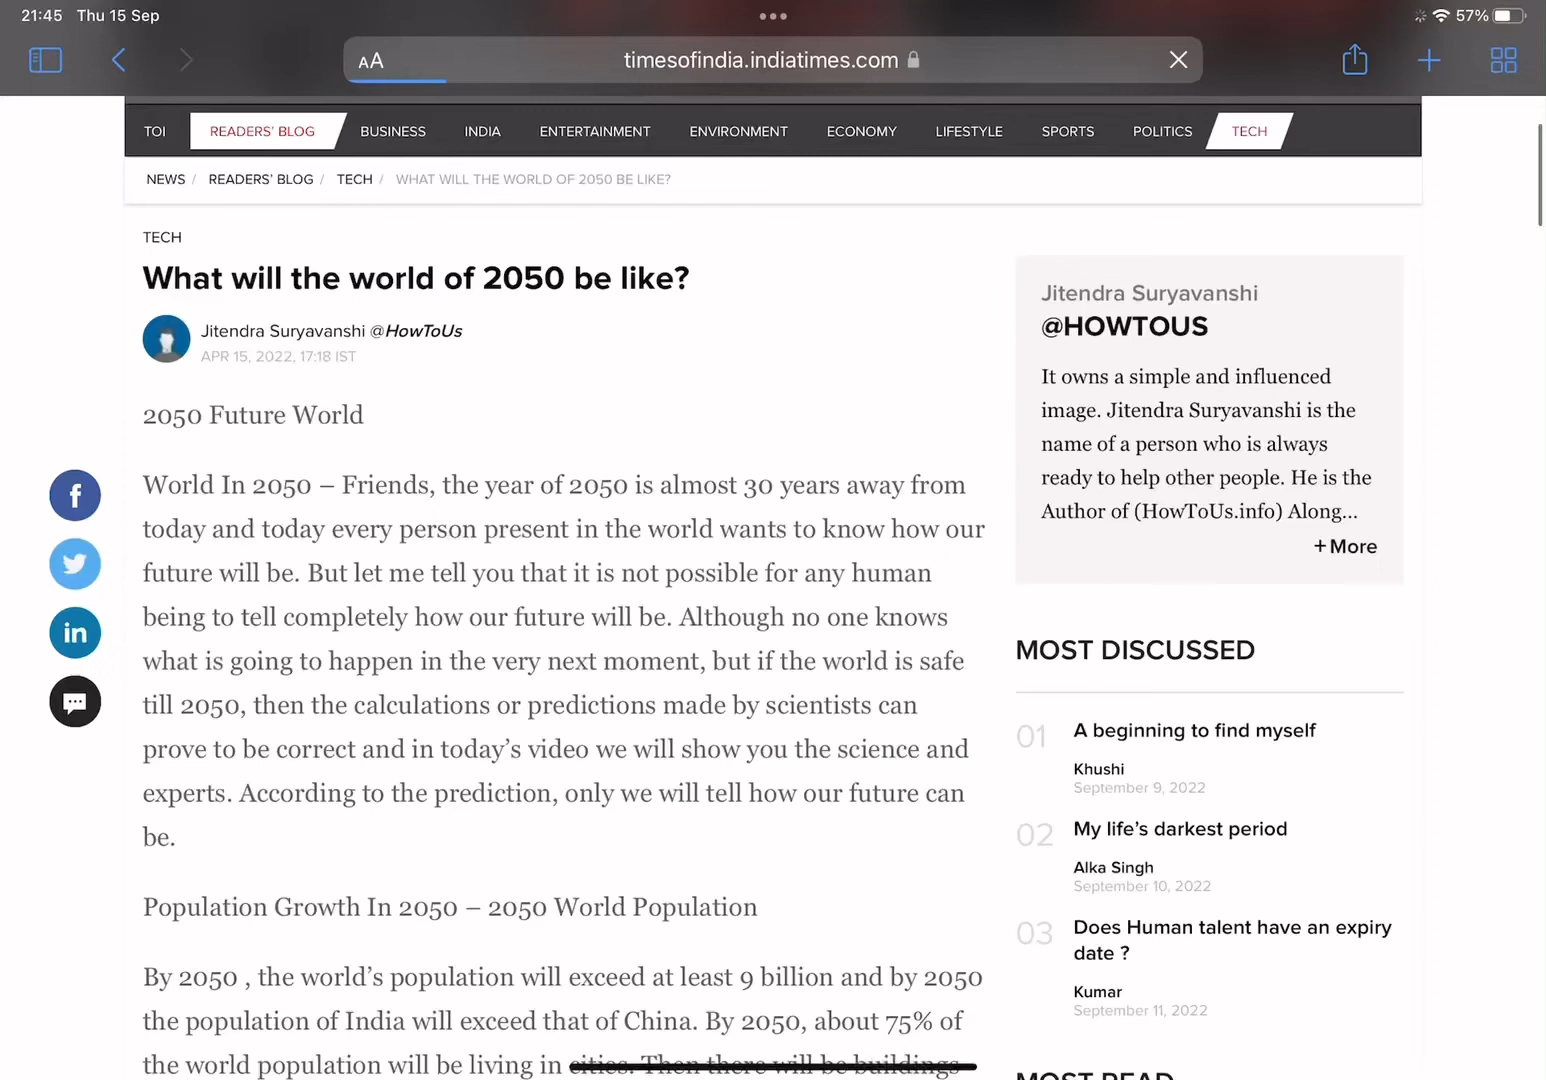 21:45 Thu 15 Sep
57%
AA
timesofindia.indiatimes.com
TOI READERS' BLOG BUSINESS INDIA ENTERTAINMENT ENVIRONMENT ECONOMY LIFESTYLE SPORTS POLITICS TECH
NEWS / READERS' BLOG / TECH / WHAT WILL THE WORLD OF 2050 BE LIKE?
TECH
What will the world of 2050 be like?
Jitendra Suryavanshi @HowToUs
APR 15, 2022, 17:18 IST
2050 Future World
World In 2050 – Friends, the year of 2050 is almost 30 years away from
today and today every person present in the world wants to know how our
future will be. But let me tell you that it is not possible for any human
being to tell completely how our future will be. Although no one knows
what is going to happen in the very next moment, but if the world is safe
till 2050, then the calculations or predictions made by scientists can
prove to be correct and in today's video we will show you the science and
experts. According to the prediction, only we will tell how our future can
be.
Population Growth In 2050 – 2050 World Population
By 2050 , the world's population will exceed at least 9 billion and by 2050
the population of India will exceed that of China. By 2050, about 75% of
the world population will be living in cities. Then there will be buildings
f
in
Jitendra Suryavanshi
@HOWTOUS
It owns a simple and influenced
image. Jitendra Suryavanshi is the
name of a person who is always
ready to help other people. He is the
Author of (HowToUs.info) Along...
+More
MOST DISCUSSED
01 A beginning to find myself
Khushi
September 9, 2022
02 My life's darkest period
Alka Singh
September 10, 2022
03 Does Human talent have an expiry
date ?
Kumar
September 11, 2022
MOST READ